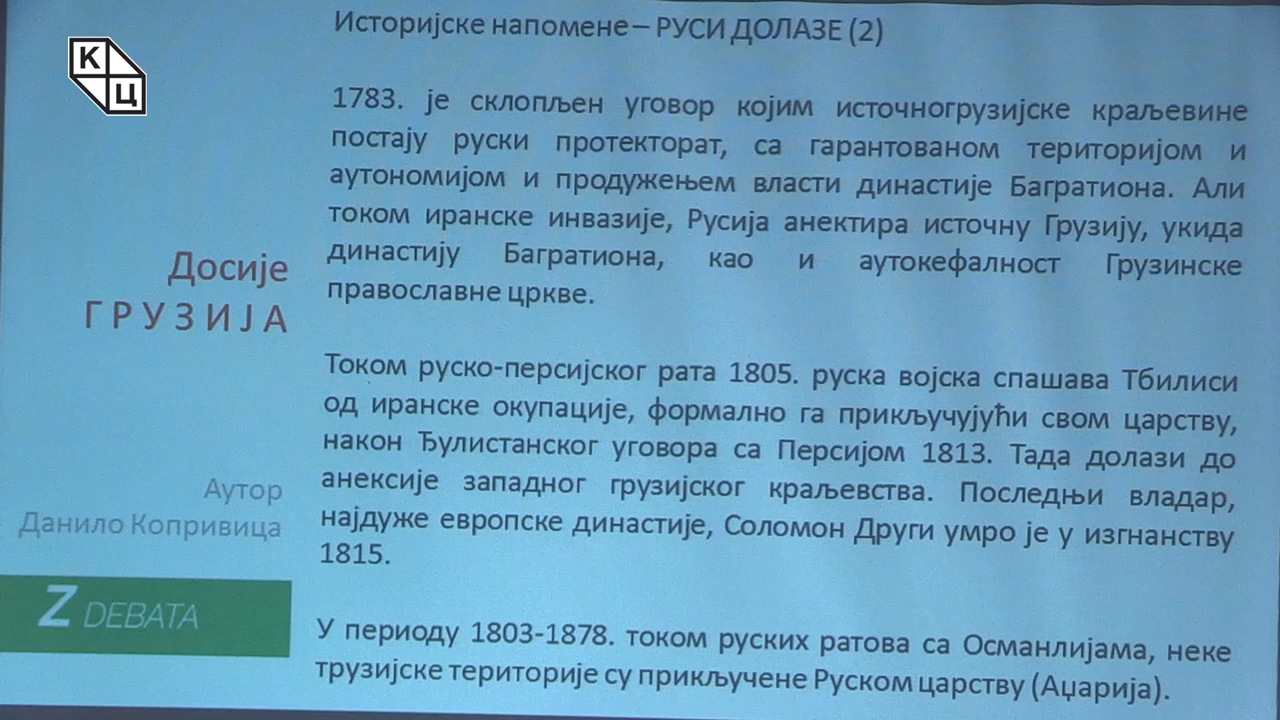 К
Ц
Историјске напомене – РУСИ ДОЛАЗЕ (2)
1783. је склопљен уговор којим источногрузијске краљевине
постају руски протекторат, са гарантованом територијом и
аутономијом и продужењем власти династије Багратиона. Али
током иранске инвазије, Русија анектира источну Грузију, укида
династију Багратиона, као и аутокефалност Грузинске
православне цркве.
Током руско-персијског рата 1805. руска војска спашава Тбилиси
од иранске окупације, формално га прикључујући свом царству,
након Ђулистанског уговора са Персијом 1813. Тада долази до
анексије западног грузијског краљевства. Последњи владар,
најдуже европске династије, Соломон Други умро је у изгнанству
1815.
У периоду 1803-1878. током руских ратова са Османлијама, неке
трузијске територије су прикључене Руском царству (Аџарија).
Досије
ГРУЗИЈА
Аутор
Данило Копривица
Z DEBATA